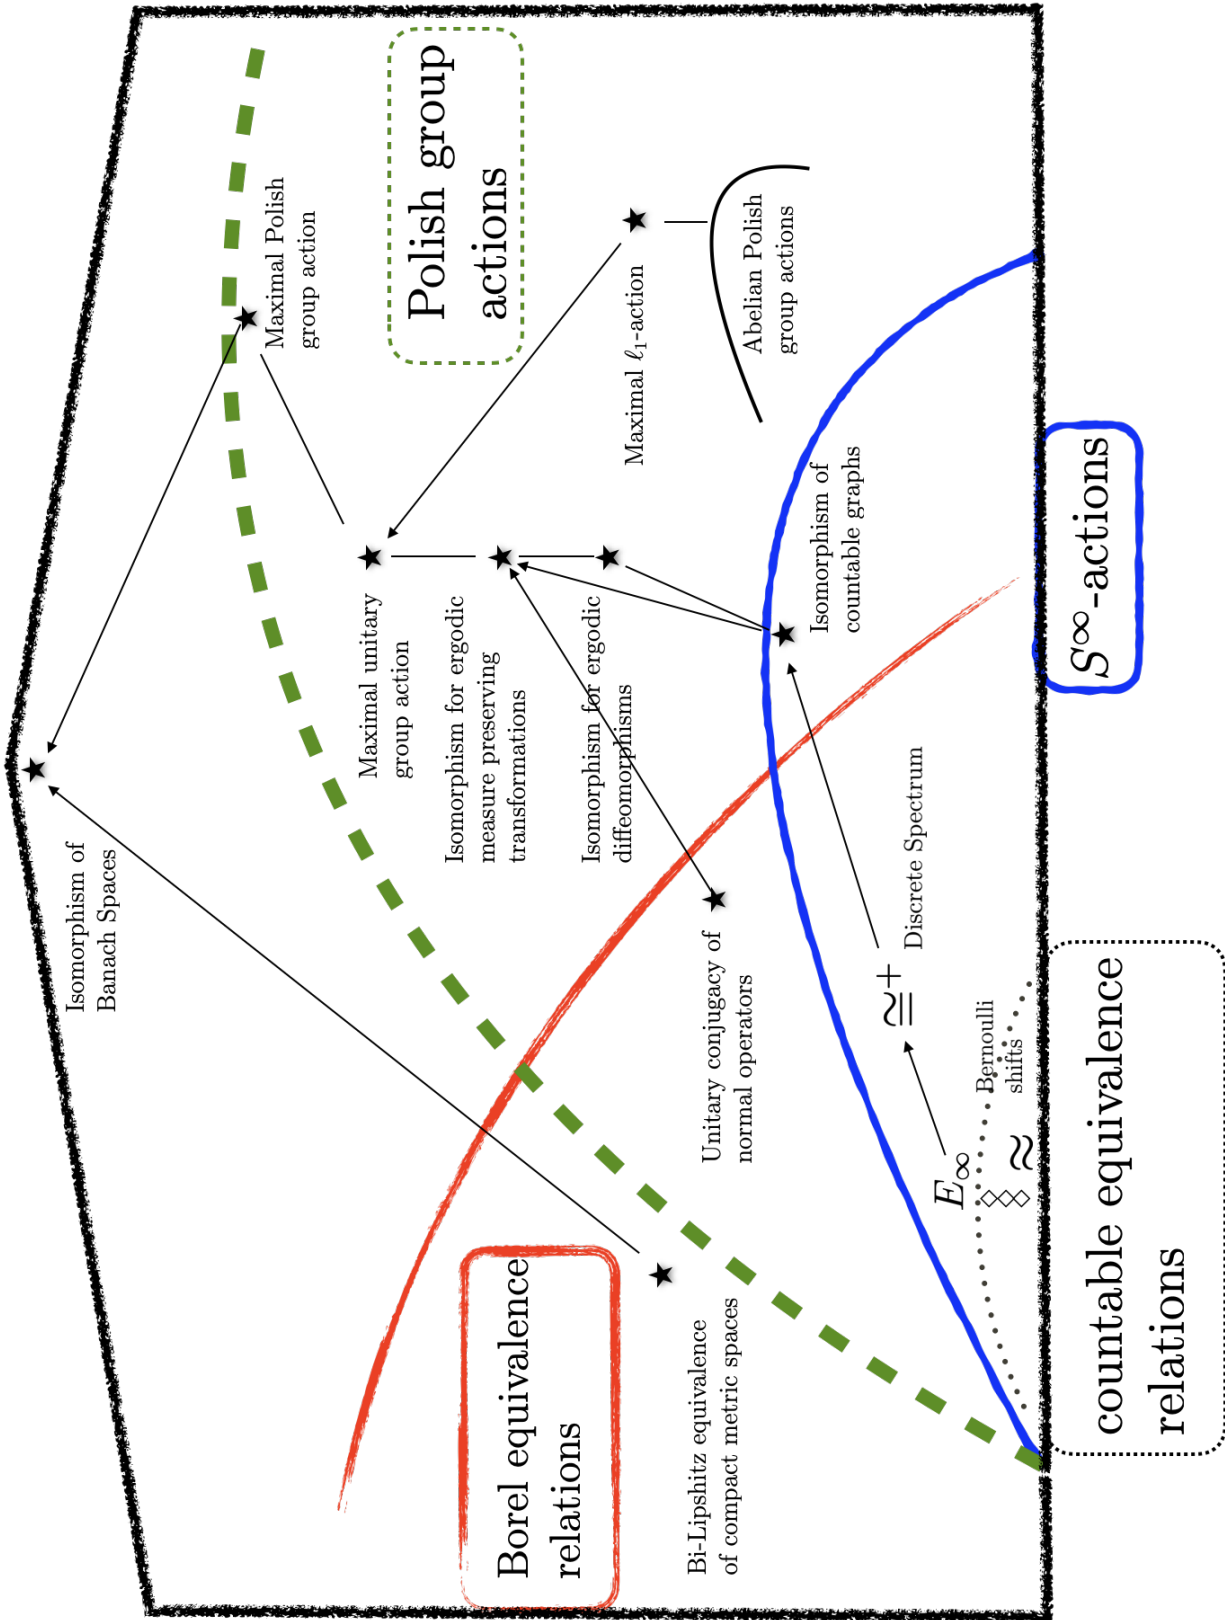 Isomorphism of
Banach Spaces
Maximal Polish
group action
Polish group
actions
Maximal unitary
group action
Isomorphism for ergodic
measure preserving
transformations
Isomorphism for ergodic
diffeomorphisms
Maximal ℓ₁-action
Abelian Polish
group actions
Borel equivalence
relations
Bi-Lipshitz equivalence
of compact metric spaces
Unitary conjugacy of
normal operators
Isomorphism of
countable graphs
≅⁺
Discrete Spectrum
E∞
Bernoulli
shifts
≈
countable equivalence
relations
S^∞-actions